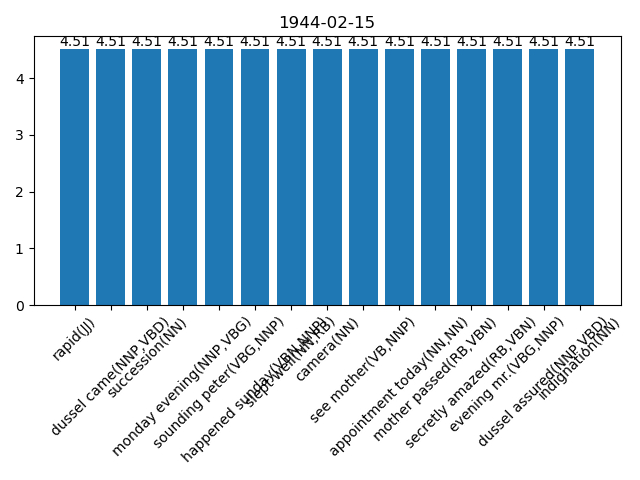 1944-02-15
4.51 4.51 4.51 4.51 4.51 4.51 4.51 4.51 4.51 4.51 4.51 4.51 4.51 4.51 4.51
4
3
2
1
0
rapid(JJ)
dussel came(NNP,VBD)
succession(NN)
monday evening(NNP,VBG)
sounding peter(VBG,NNP)
happened sunday(VBN,NNP)
slept well(NN,RB)
camera(NN)
see mother(VB,NNP)
appointment today(NN,NN)
mother passed(RB,VBN)
secretly amazed(RB,VBN)
evening mr.(VBG,NNP)
dussel assured(NNP,VBD)
indignation(NN)